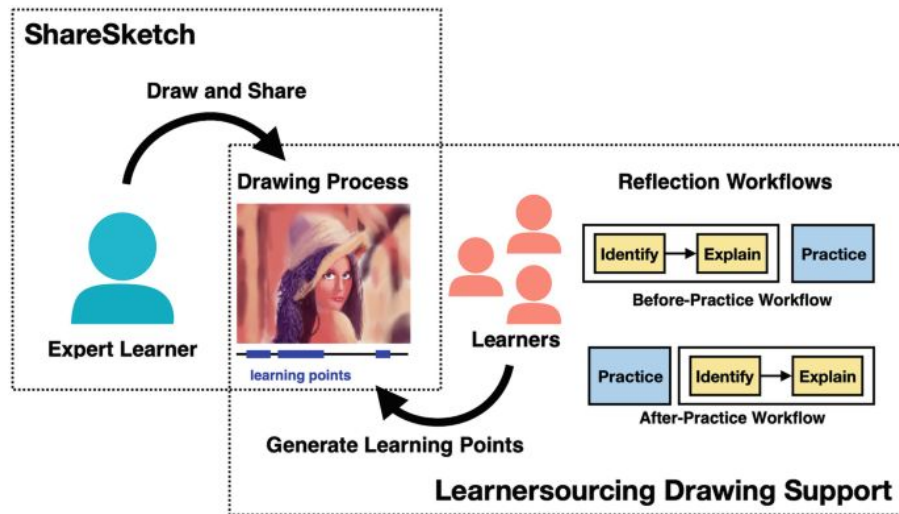 ShareSketch
Draw and Share
Drawing Process
learning points
Expert Learner
Learners
Generate Learning Points
Reflection Workflows
Identify
Explain
Practice
Before-Practice Workflow
Practice
Identify
Explain
After-Practice Workflow
Learnersourcing Drawing Support